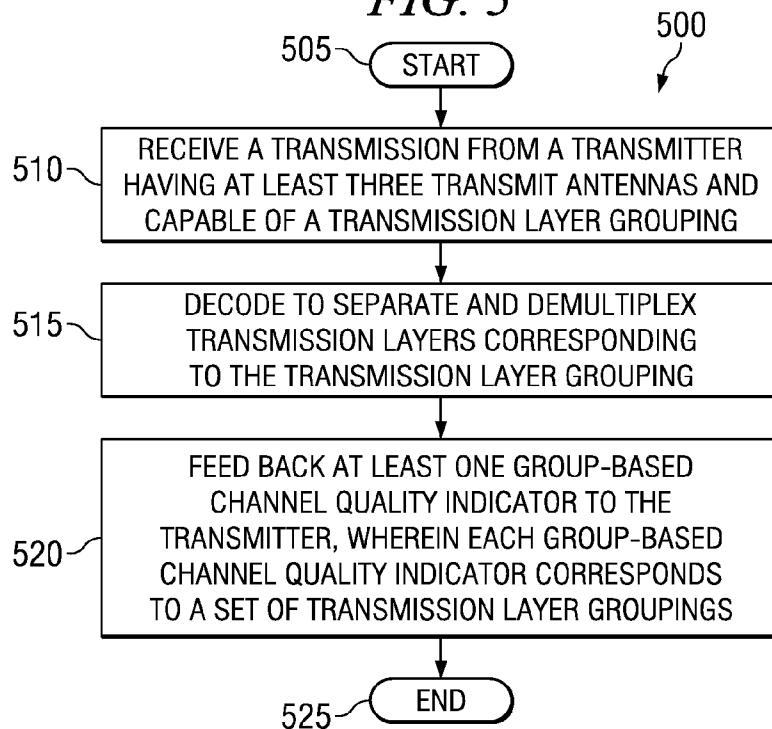 FIG. 5
500
505
START
510
RECEIVE A TRANSMISSION FROM A TRANSMITTER
HAVING AT LEAST THREE TRANSMIT ANTENNAS AND
CAPABLE OF A TRANSMISSION LAYER GROUPING
515
DECODE TO SEPARATE AND DEMULTIPLEX
TRANSMISSION LAYERS CORRESPONDING
TO THE TRANSMISSION LAYER GROUPING
520
FEED BACK AT LEAST ONE GROUP-BASED
CHANNEL QUALITY INDICATOR TO THE
TRANSMITTER, WHEREIN EACH GROUP-BASED
CHANNEL QUALITY INDICATOR CORRESPONDS
TO A SET OF TRANSMISSION LAYER GROUPINGS
525
END